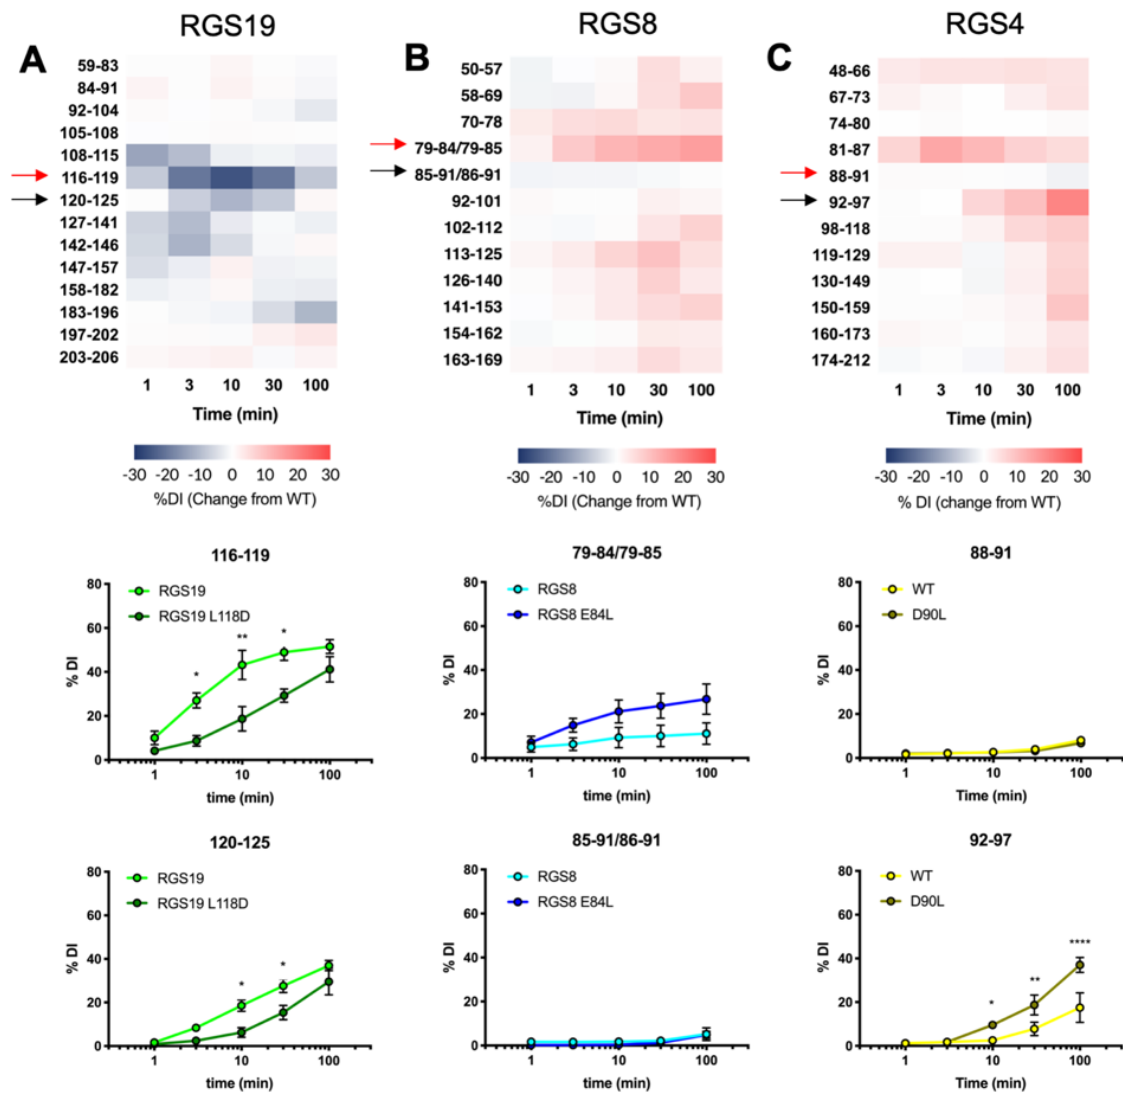 RGS19
RGS8
RGS4
A
B
C
59-83
84-91
92-104
105-108
108-115
116-119
120-125
127-141
142-146
147-157
158-182
183-196
197-202
203-206
1 3 10 30 100
Time (min)
-30 -20 -10 0 10 20 30
%DI (Change from WT)
50-57
58-69
70-78
79-84/79-85
85-91/86-91
92-101
102-112
113-125
126-140
141-153
154-162
163-169
1 3 10 30 100
Time (min)
-30 -20 -10 0 10 20 30
%DI (Change from WT)
48-66
67-73
74-80
81-87
88-91
92-97
98-118
119-129
130-149
150-159
160-173
174-212
1 3 10 30 100
Time (min)
-30 -20 -10 0 10 20 30
% DI (change from WT)
116-119
RGS19
RGS19 L118D
* ** *
% DI
80
60
40
20
0
1 10 100
time (min)
79-84/79-85
RGS8
RGS8 E84L
% DI
80
60
40
20
0
1 10 100
time (min)
88-91
WT
D90L
% DI
80
60
40
20
0
1 10 100
Time (min)
120-125
RGS19
RGS19 L118D
* *
% DI
80
60
40
20
0
1 10 100
time (min)
85-91/86-91
RGS8
RGS8 E84L
% DI
80
60
40
20
0
1 10 100
time (min)
92-97
WT
D90L
* ** ****
% DI
80
60
40
20
0
1 10 100
Time (min)